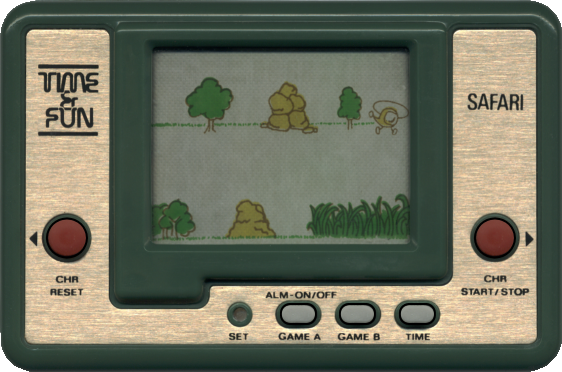 TIME
&
FUN
SAFARI
CHR
RESET
CHR
START/STOP
ALM-ON/OFF
SET
GAME A
GAME B
TIME